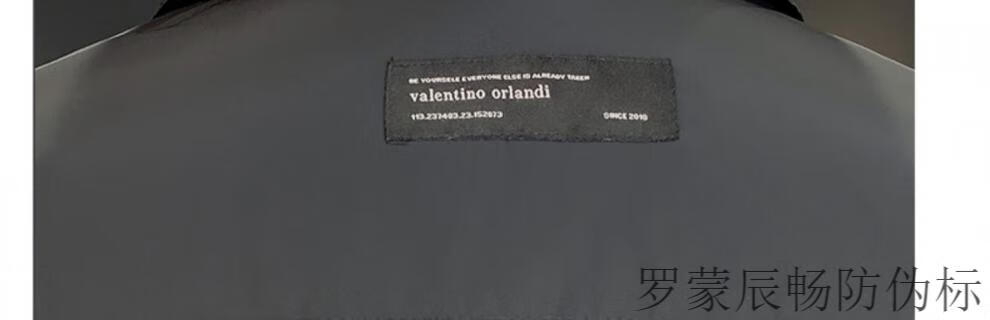 BE YOURSELF EVERYONE ELSE IS ALREADY TAKEN
valentino orlandi
113.237403.23.152073
SINCE 2010
罗蒙辰畅防伪标